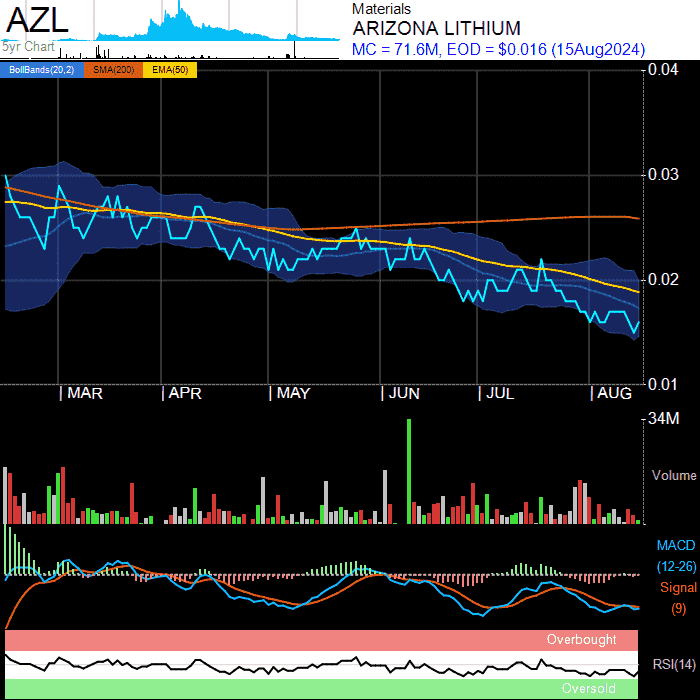 AZL
5yr Chart
Materials
ARIZONA LITHIUM
MC = 71.6M, EOD = $0.016 (15Aug2024)
BollBands(20,2) SMA(200) EMA(50)
0.04
0.03
0.02
0.01
MAR APR MAY JUN JUL AUG
34M
Volume
MACD
(12-26)
Signal
(9)
Overbought
RSI(14)
Oversold